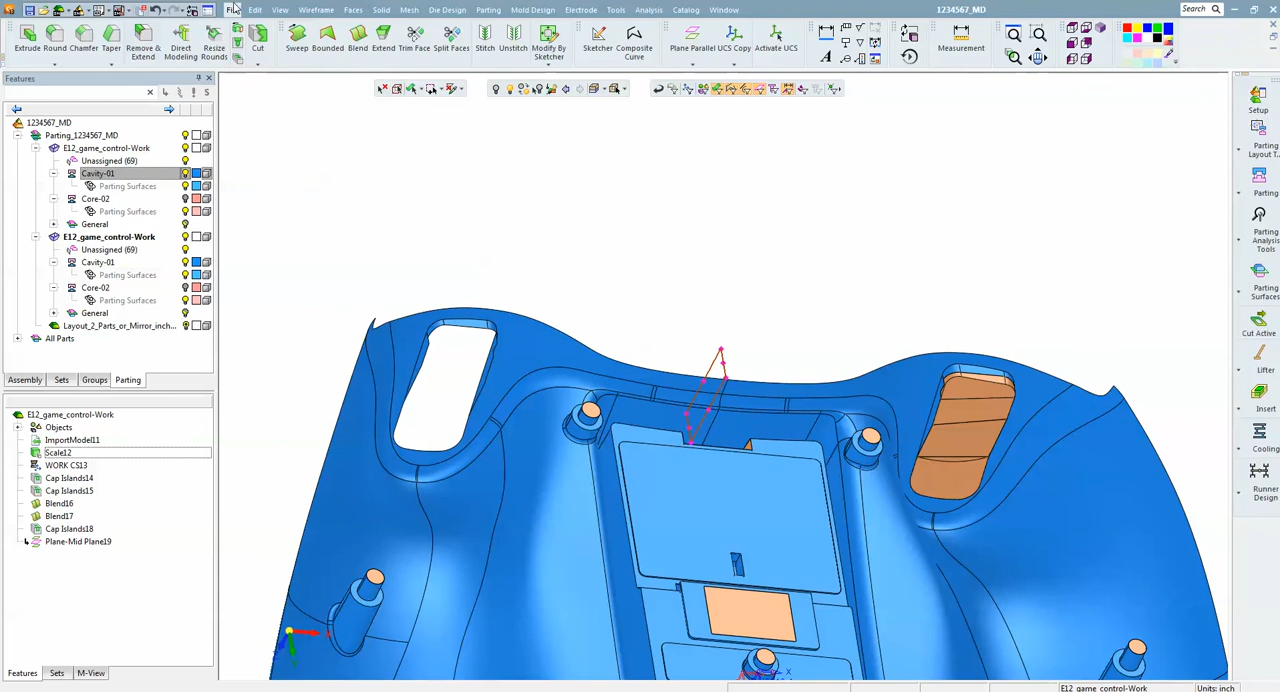 File Edit View Wireframe Faces Solid Mesh Die Design Parting Mold Design Electrode Tools Analysis Catalog Window
1234567_MD
Search
Extrude Round Chamfer Taper Remove & Extend Direct Modeling Resize Rounds Cut Sweep Bounded Blend Extend Trim Face Split Faces Stitch Unstitch Modify By Sketcher Sketcher Composite Curve Plane Parallel UCS Copy Activate UCS Measurement
Features
1234567_MD
Parting_1234567_MD
E12_game_control-Work
Unassigned (69)
Cavity-01
Parting Surfaces
Core-02
Parting Surfaces
General
E12_game_control-Work
Unassigned (69)
Cavity-01
Parting Surfaces
Core-02
Parting Surfaces
General
Layout_2_Parts_or_Mirror_inch...
All Parts
Assembly Sets Groups Parting
E12_game_control-Work
Objects
ImportModel11
Scale12
WORK CS13
Cap Islands14
Cap Islands15
Blend16
Blend17
Cap Islands18
Plane-Mid Plane19
Features Sets M-View
Setup
Parting Layout T...
Parting
Parting Analysis Tools
Parting Surfaces
Cut Active
Lifter
Insert
Cooling
Runner Design
X
E12_game_control-Work Units: inch